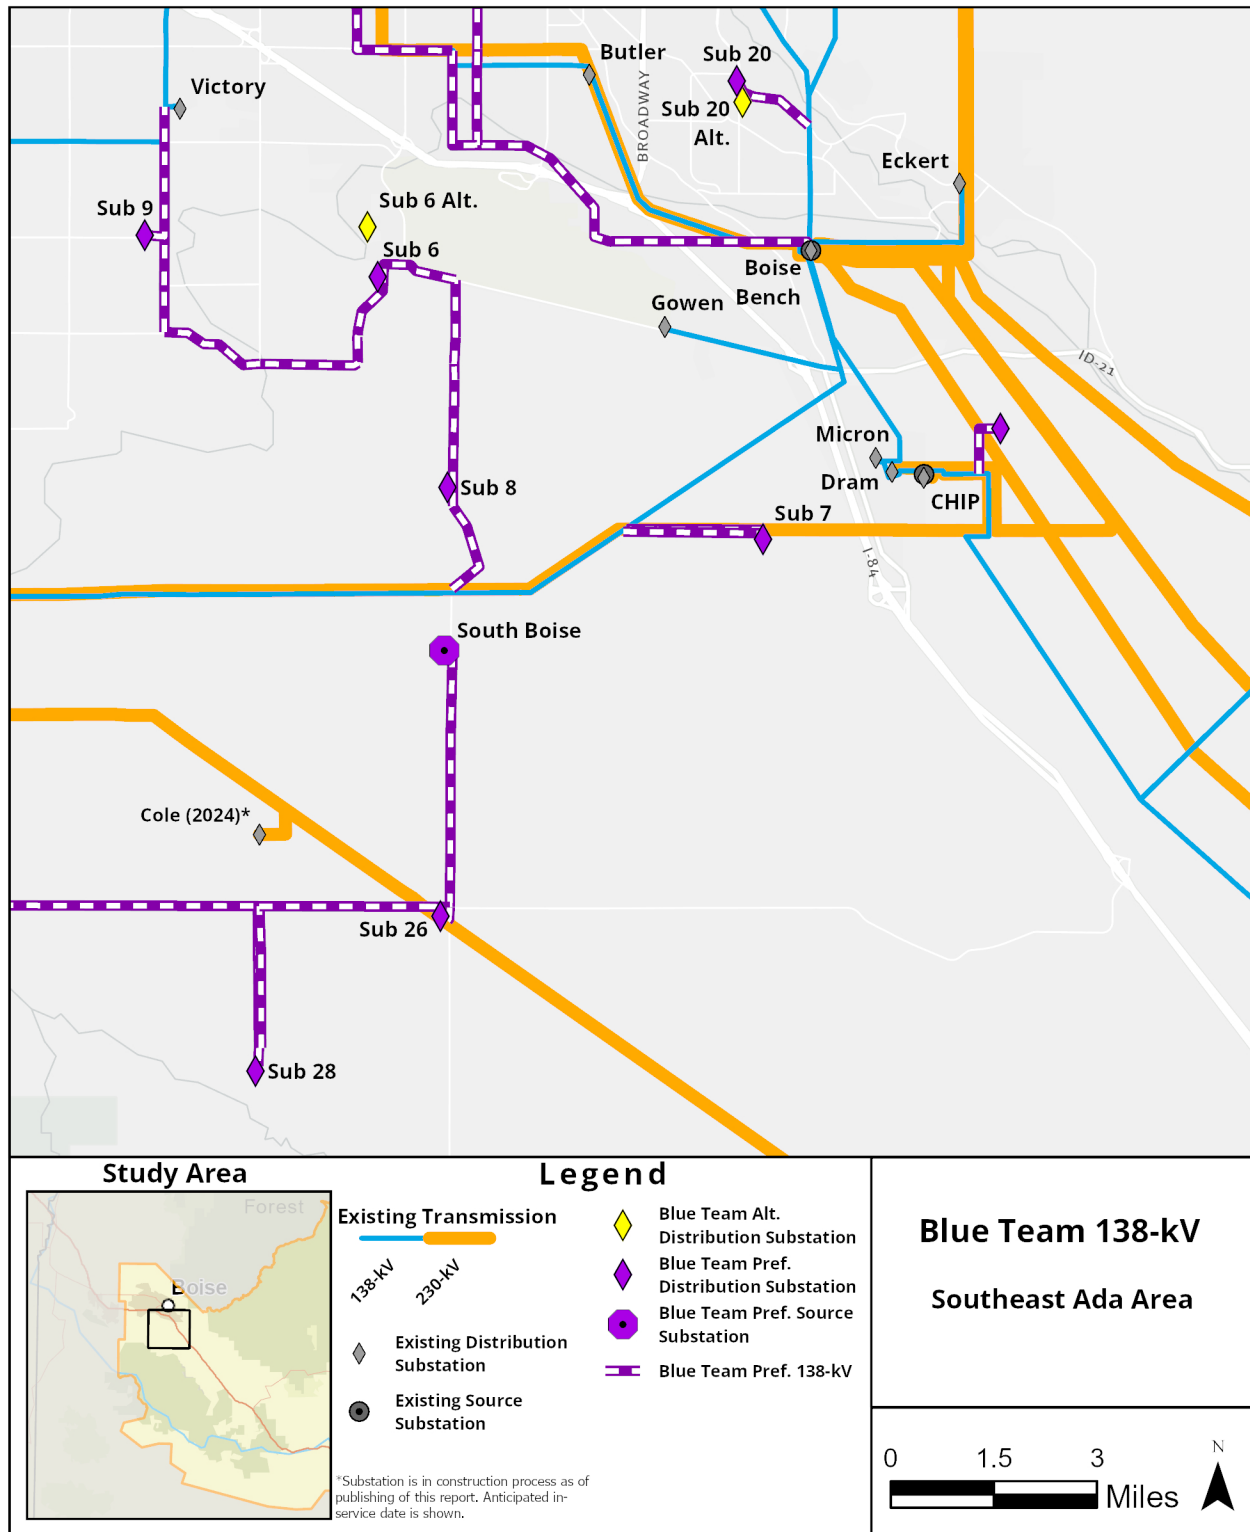 Butler
Sub 20
Victory
BROADWAY
Sub 20
Alt.
Eckert
Sub 9
Sub 6 Alt.
Sub 6
Boise
Bench
Gowen
ID-21
Micron
Dram
CHIP
Sub 8
Sub 7
I-84
South Boise
Cole (2024)*
Sub 26
Sub 28
Study Area
Forest
Boise
Legend
Existing Transmission
138-kV
230-kV
Existing Distribution
Substation
Existing Source
Substation
Blue Team Alt.
Distribution Substation
Blue Team Pref.
Distribution Substation
Blue Team Pref. Source
Substation
Blue Team Pref. 138-kV
*Substation is in construction process as of
publishing of this report. Anticipated in-
service date is shown.
Blue Team 138-kV
Southeast Ada Area
0 1.5 3
Miles
N